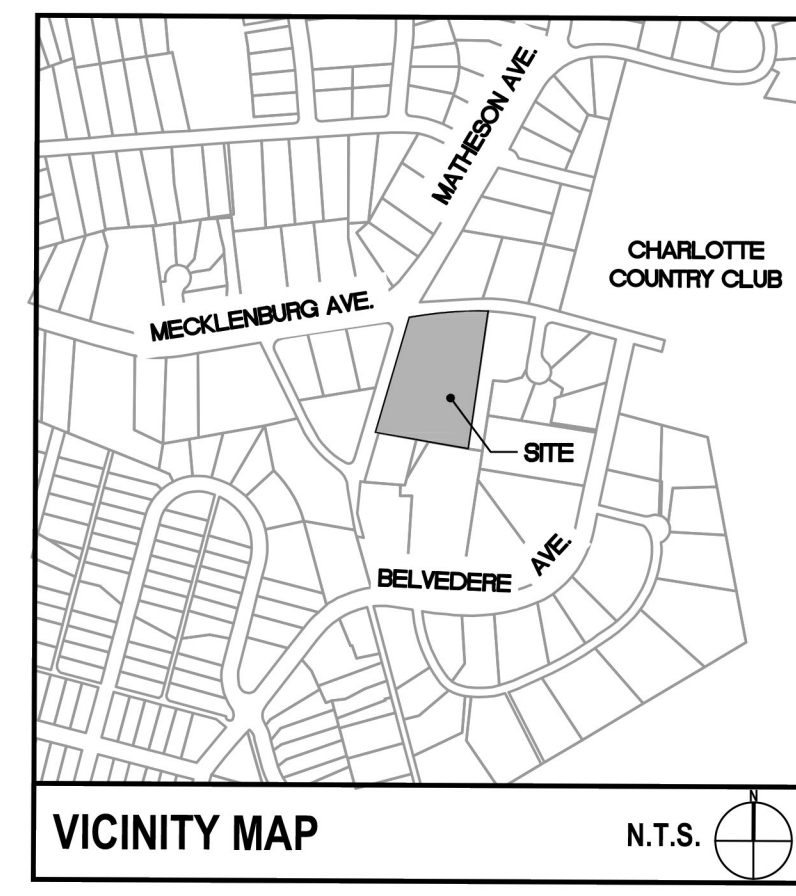 MATHESON AVE.
CHARLOTTE
COUNTRY CLUB
MECKLENBURG AVE.
SITE
BELVEDERE AVE.
N
VICINITY MAP
N.T.S.